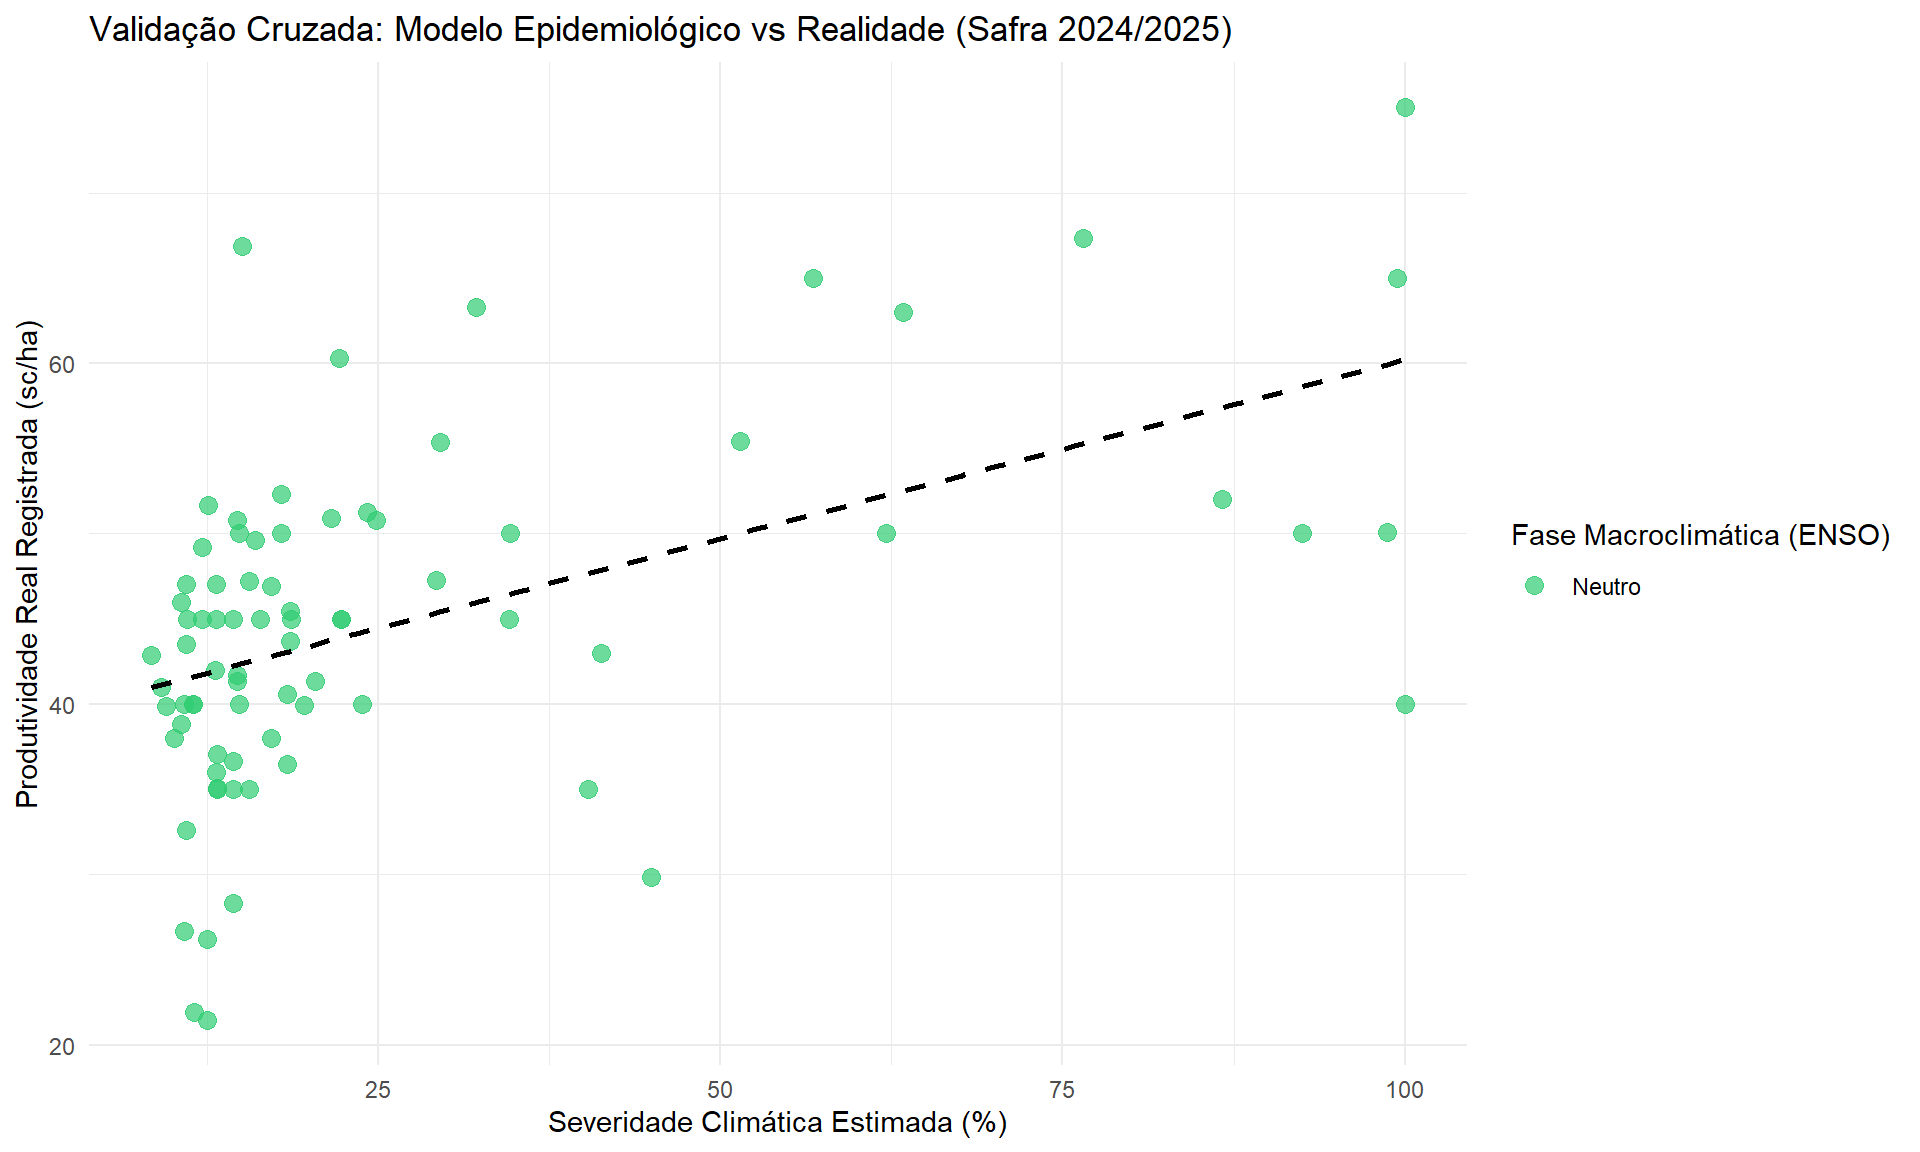 Validação Cruzada: Modelo Epidemiológico vs Realidade (Safra 2024/2025)
Produtividade Real Registrada (sc/ha)
60
40
20
25
50
75
100
Severidade Climática Estimada (%)
Fase Macroclimática (ENSO)
Neutro